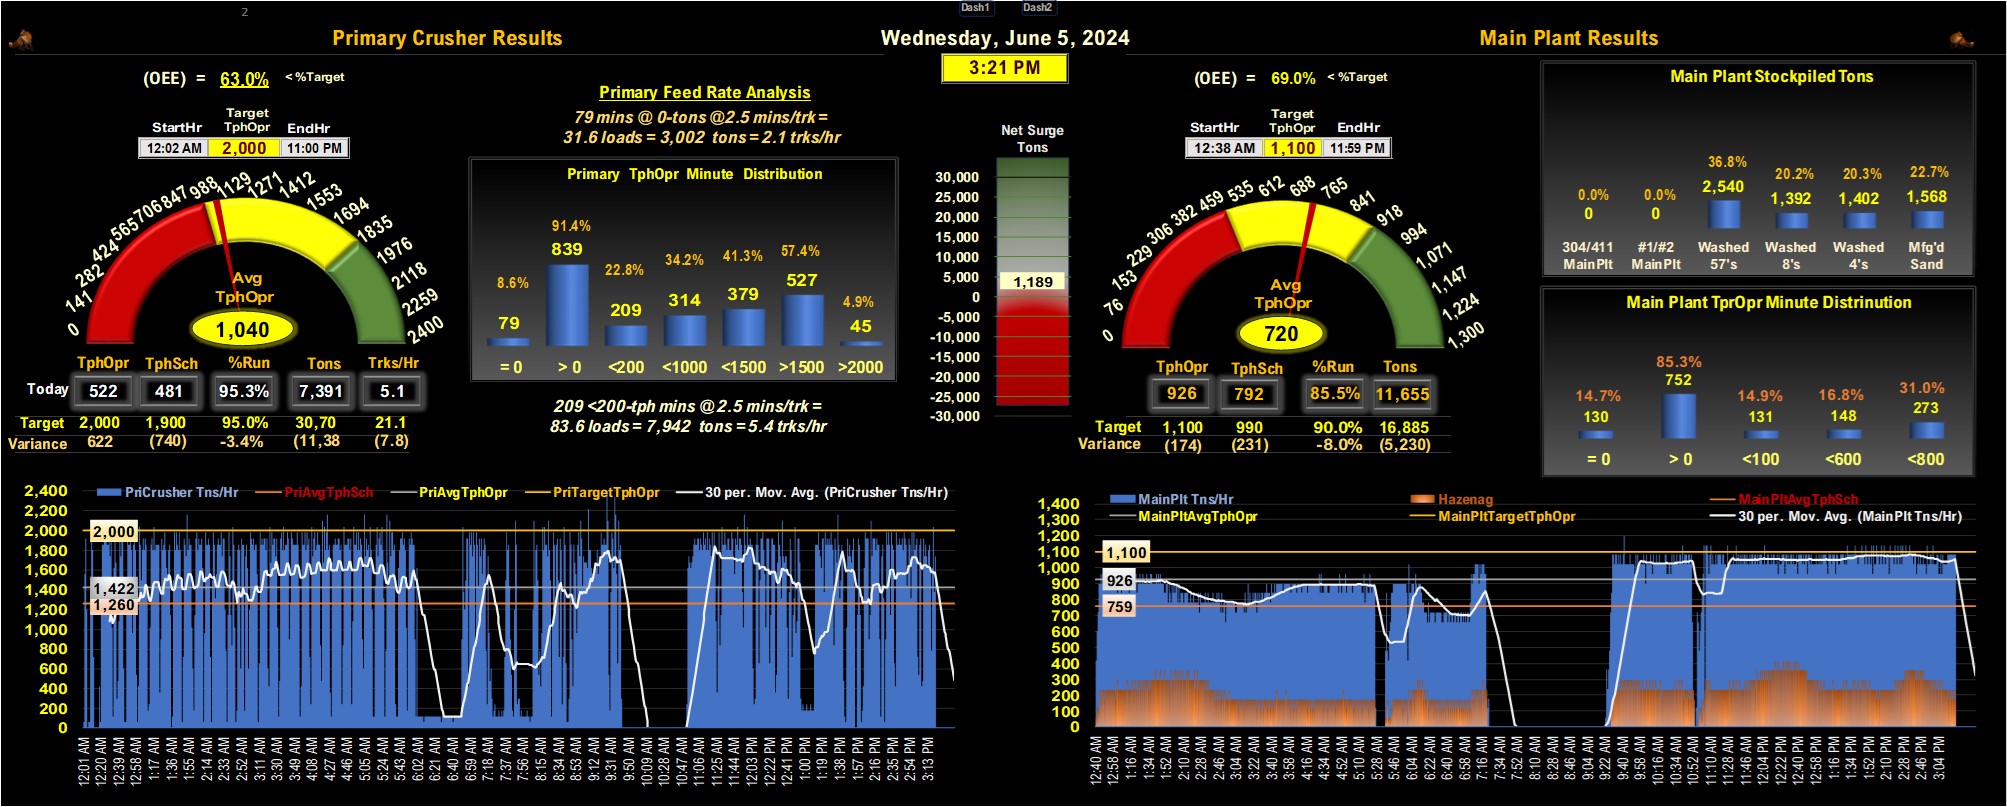 2
Dash1 Dash2
Primary Crusher Results
Wednesday, June 5, 2024
Main Plant Results
3:21 PM
(OEE) = 63.0% < %Target
Target
StartHr TphOpr EndHr
12:02 AM 2,000 11:00 PM
0 141 282 424 565 706 847 988 1129 1271 1412 1553 1694 1835 1976 2118 2259 2400
Avg
TphOpr
1,040
TphOpr TphSch %Run Tons Trks/Hr
Today 522 481 95.3% 7,391 5.1
Target 2,000 1,900 95.0% 30,70 21.1
Variance 622 (740) -3.4% (11,38 (7.8)
Primary Feed Rate Analysis
79 mins @ 0-tons @2.5 mins/trk =
31.6 loads = 3,002 tons = 2.1 trks/hr
Primary TphOpr Minute Distribution
8.6% 91.4% 22.8% 34.2% 41.3% 57.4% 4.9%
79 839 209 314 379 527 45
= 0 > 0 <200 <1000 <1500 >1500 >2000
209 <200-tph mins @2.5 mins/trk =
83.6 loads = 7,942 tons = 5.4 trks/hr
Net Surge
Tons
30,000
25,000
20,000
15,000
10,000
5,000
1,189
0
-5,000
-10,000
-15,000
-20,000
-25,000
-30,000
(OEE) = 69.0% < %Target
Target
StartHr TphOpr EndHr
12:38 AM 1,100 11:59 PM
0 76 153 229 306 382 459 535 612 688 765 841 918 994 1,071 1,147 1,224 1,300
Avg
TphOpr
720
TphOpr TphSch %Run Tons
926 792 85.5% 11,655
Target 1,100 990 90.0% 16,885
Variance (174) (231) -8.0% (5,230)
Main Plant Stockpiled Tons
0.0% 0.0% 36.8% 20.2% 20.3% 22.7%
0 0 2,540 1,392 1,402 1,568
304/411 #1/#2 Washed Washed Washed Mfg'd
MainPlt MainPlt 57's 8's 4's Sand
Main Plant TprOpr Minute Distrinution
14.7% 85.3% 14.9% 16.8% 31.0%
130 752 131 148 273
= 0 > 0 <100 <600 <800
PriCrusher Tns/Hr PriAvgTphSch PriAvgTphOpr PriTargetTphOpr 30 per. Mov. Avg. (PriCrusher Tns/Hr)
2,400
2,200
2,000
1,800
1,600
1,400
1,200
1,000
800
600
400
200
0
2,000
1,422
1,260
12:01 AM 12:20 AM 12:39 AM 12:58 AM 1:17 AM 1:36 AM 1:55 AM 2:14 AM 2:33 AM 2:52 AM 3:11 AM 3:30 AM 3:49 AM 4:08 AM 4:27 AM 4:46 AM 5:05 AM 5:24 AM 5:43 AM 6:02 AM 6:21 AM 6:40 AM 6:59 AM 7:18 AM 7:37 AM 7:56 AM 8:15 AM 8:34 AM 8:53 AM 9:12 AM 9:31 AM 9:50 AM 10:09 AM 10:28 AM 10:47 AM 11:06 AM 11:25 AM 11:44 AM 12:03 PM 12:22 PM 12:41 PM 1:00 PM 1:19 PM 1:38 PM 1:57 PM 2:16 PM 2:35 PM 2:54 PM 3:13 PM
MainPlt Tns/Hr Hazenag MainPltAvgTphSch
MainPltAvgTphOpr MainPltTargetTphOpr 30 per. Mov. Avg. (MainPlt Tns/Hr)
1,400
1,300
1,200
1,100
1,000
900
800
700
600
500
400
300
200
100
0
1,100
926
759
12:40 AM 12:58 AM 1:16 AM 1:34 AM 1:52 AM 2:10 AM 2:28 AM 2:46 AM 3:04 AM 3:22 AM 3:40 AM 3:58 AM 4:16 AM 4:34 AM 4:52 AM 5:10 AM 5:28 AM 5:46 AM 6:04 AM 6:22 AM 6:40 AM 6:58 AM 7:16 AM 7:34 AM 7:52 AM 8:10 AM 8:28 AM 8:46 AM 9:04 AM 9:22 AM 9:40 AM 9:58 AM 10:16 AM 10:34 AM 10:52 AM 11:10 AM 11:28 AM 11:46 AM 12:04 PM 12:22 PM 12:40 PM 12:58 PM 1:16 PM 1:34 PM 1:52 PM 2:10 PM 2:28 PM 2:46 PM 3:04 PM